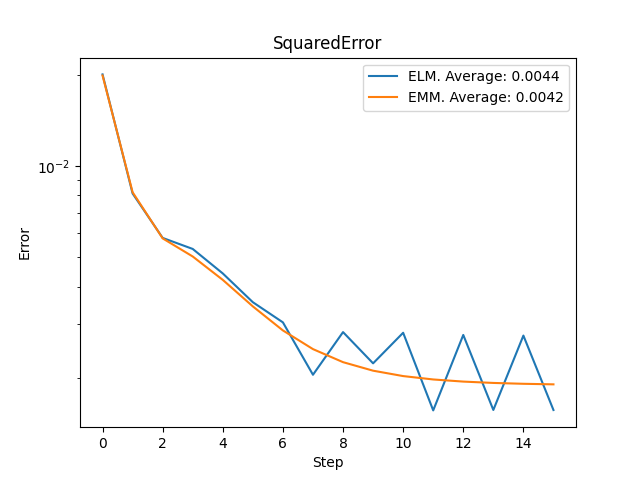 SquaredError
ELM. Average: 0.0044
EMM. Average: 0.0042
10⁻²
Error
0 2 4 6 8 10 12 14
Step